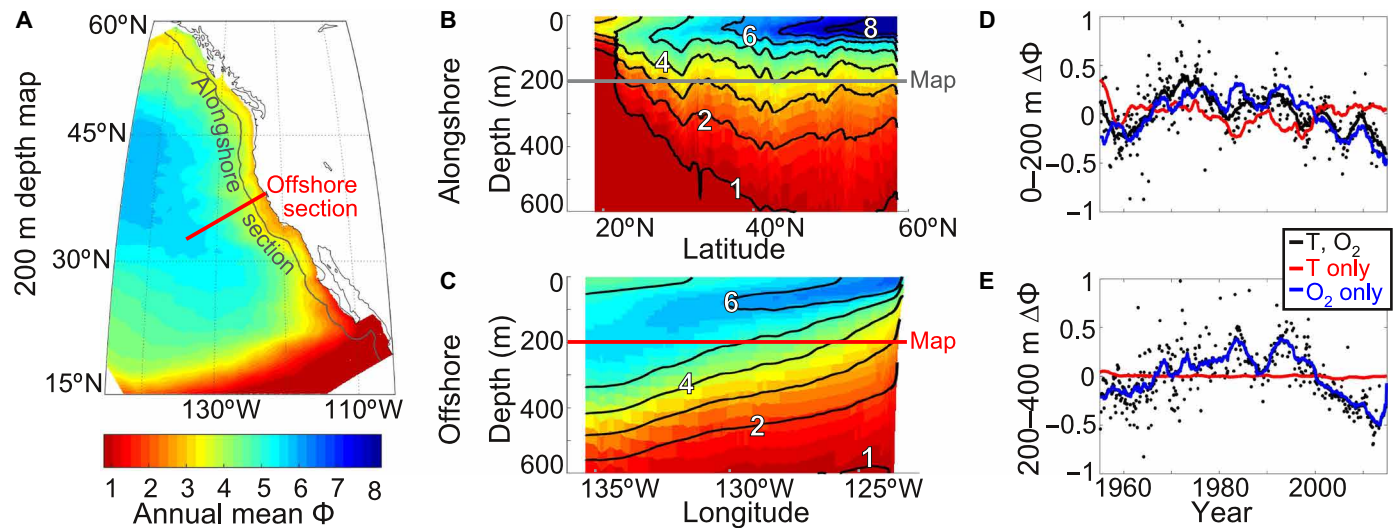 A
200 m depth map
60ºN
45ºN
30ºN
15ºN
130ºW
110ºW
Alongshore
section
Offshore
section
1 2 3 4 5 6 7 8
Annual mean Φ
B
Alongshore
Depth (m)
0
200
400
600
8
6
4
2
1
Map
20ºN
40ºN
60ºN
Latitude
C
Offshore
Depth (m)
0
200
400
600
6
4
2
1
Map
135ºW
130ºW
125ºW
Longitude
D
0–200 m ΔΦ
1
0.5
0
−0.5
−1
T, O₂
T only
O₂ only
E
200–400 m ΔΦ
1
0.5
0
−0.5
−1
1960
1980
2000
Year